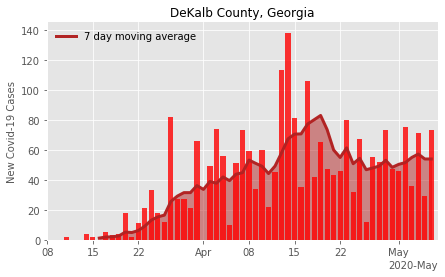 DeKalb County, Georgia
7 day moving average
New Covid-19 Cases
140
120
100
80
60
40
20
0
08 15 22 Apr 08 15 22 May
2020-May